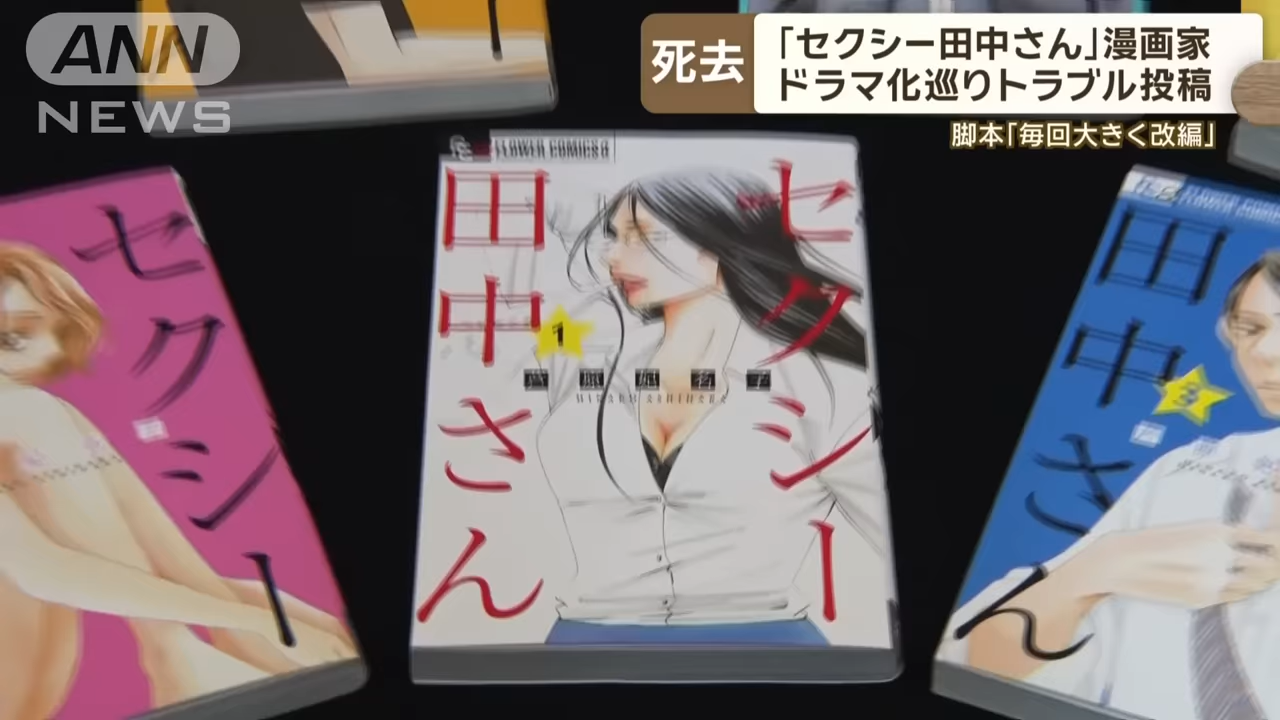 ANN
NEWS
死去
「セクシー田中さん」漫画家
ドラマ化巡りトラブル投稿
脚本「毎回大きく改編」
セクシー
FLOWER COMICS α
セクシー
田中さん
1
田中さん
3